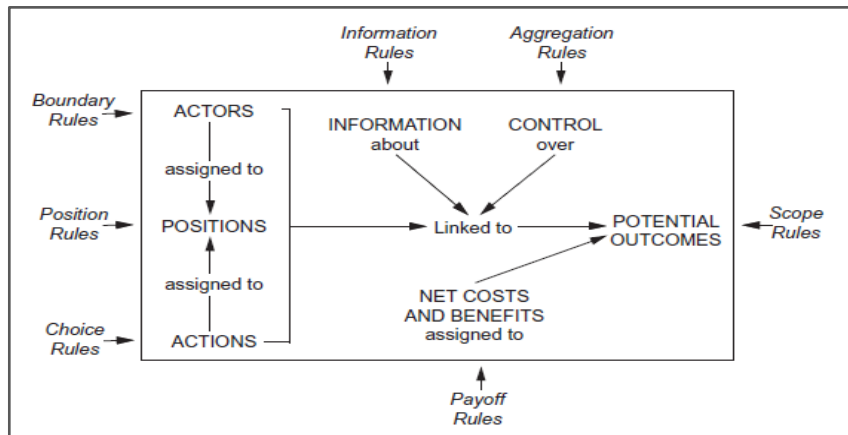 Information
Rules
Aggregation
Rules
Boundary
Rules
ACTORS
INFORMATION
about
CONTROL
over
assigned to
Position
Rules
POSITIONS
Linked to
POTENTIAL
OUTCOMES
Scope
Rules
assigned to
NET COSTS
AND BENEFITS
assigned to
Choice
Rules
ACTIONS
Payoff
Rules